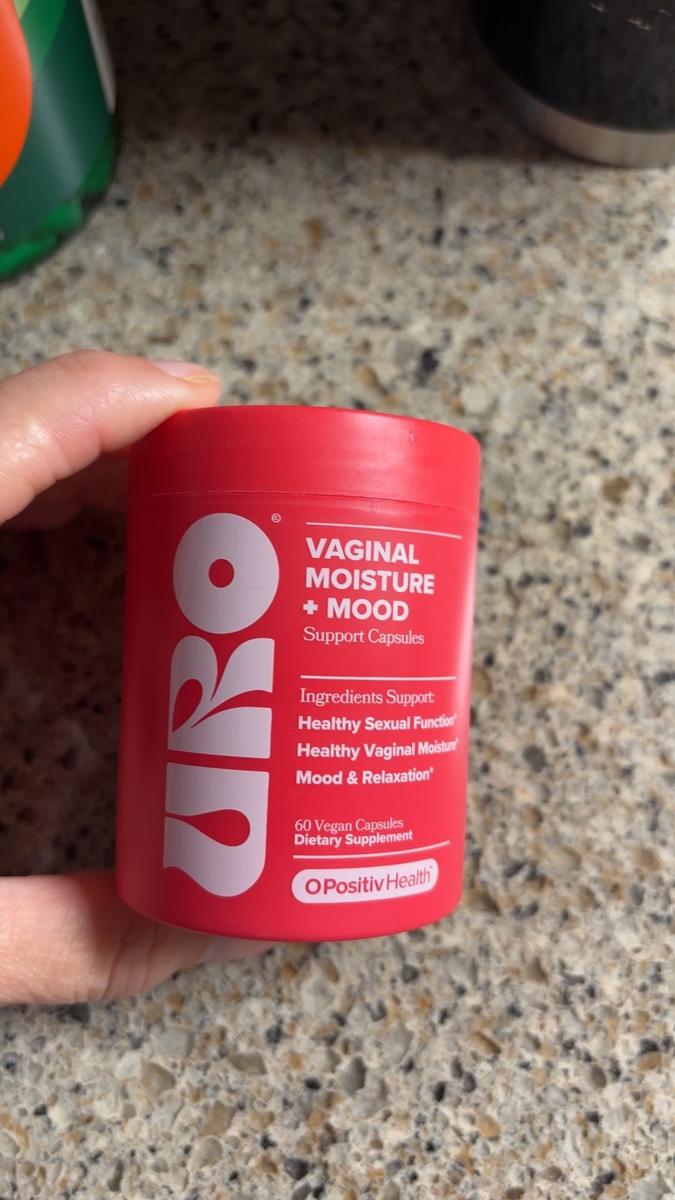 URO®
VAGINAL
MOISTURE
+ MOOD
Support Capsules
Ingredients Support:
Healthy Sexual Function*
Healthy Vaginal Moisture*
Mood & Relaxation*
60 Vegan Capsules
Dietary Supplement
OPositivHealth™